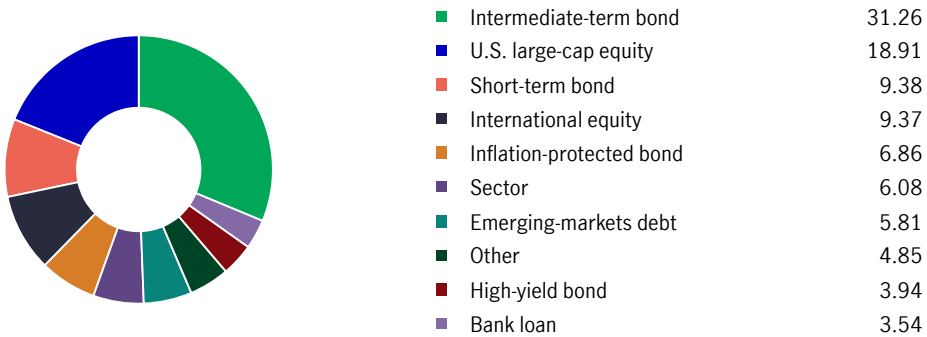 Intermediate-term bond 31.26
U.S. large-cap equity 18.91
Short-term bond 9.38
International equity 9.37
Inflation-protected bond 6.86
Sector 6.08
Emerging-markets debt 5.81
Other 4.85
High-yield bond 3.94
Bank loan 3.54